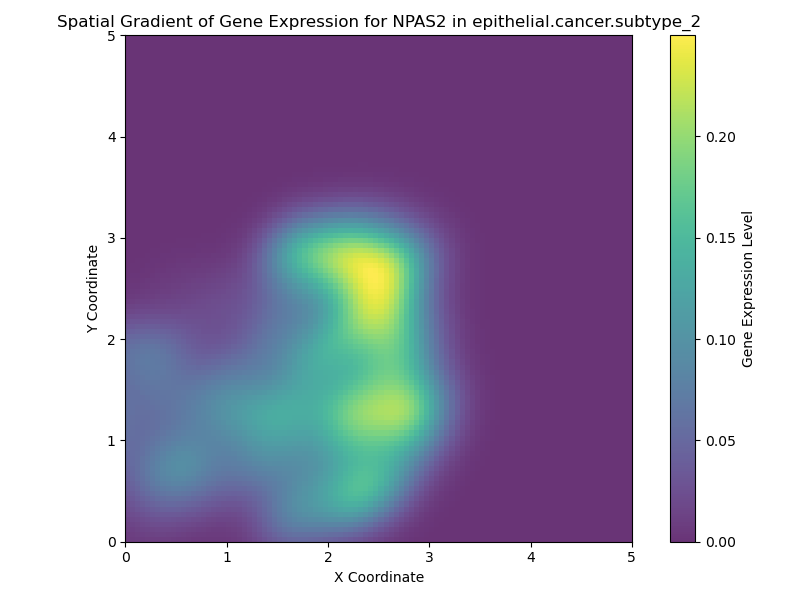 Spatial Gradient of Gene Expression for NPAS2 in epithelial.cancer.subtype_2
5
4
3
2
1
0
0 1 2 3 4 5
Y Coordinate
X Coordinate
0.20
0.15
0.10
0.05
0.00
Gene Expression Level